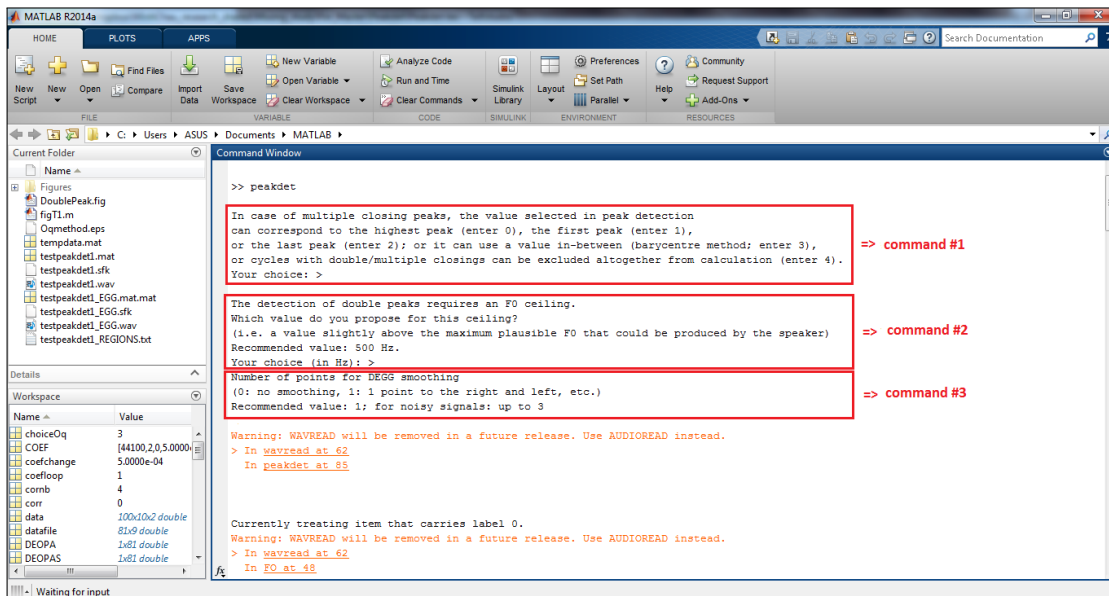 MATLAB R2014a
HOME PLOTS APPS
Search Documentation
New Script
New
Open
Find Files
Compare
Import Data
Save Workspace
New Variable
Open Variable
Clear Workspace
Analyze Code
Run and Time
Clear Commands
Simulink Library
Layout
Preferences
Set Path
Parallel
Help
Community
Request Support
Add-Ons
FILE VARIABLE CODE SIMULINK ENVIRONMENT RESOURCES
C: Users ASUS Documents MATLAB
Current Folder
Name
Figures
DoublePeak.fig
figT1.m
Oqmethod.eps
tempdata.mat
testpeakdet1.mat
testpeakdet1.sfk
testpeakdet1.wav
testpeakdet1_EGG.mat.mat
testpeakdet1_EGG.sfk
testpeakdet1_EGG.wav
testpeakdet1_REGIONS.txt
Details
Workspace
Name Value
choiceOq 3
COEF [44100,2,0,5.0000
coefchange 5.0000e-04
coefloop 1
cornb 4
corr 0
data 100x10x2 double
datafile 81x9 double
DEOPA 1x81 double
DEOPAS 1x81 double
Command Window
>> peakdet
In case of multiple closing peaks, the value selected in peak detection
can correspond to the highest peak (enter 0), the first peak (enter 1),
or the last peak (enter 2); or it can use a value in-between (barycentre method; enter 3),
or cycles with double/multiple closings can be excluded altogether from calculation (enter 4).
Your choice: >
=> command #1
The detection of double peaks requires an F0 ceiling.
Which value do you propose for this ceiling?
(i.e. a value slightly above the maximum plausible F0 that could be produced by the speaker)
Recommended value: 500 Hz.
Your choice (in Hz): >
=> command #2
Number of points for DEGG smoothing
(0: no smoothing, 1: 1 point to the right and left, etc.)
Recommended value: 1; for noisy signals: up to 3
=> command #3
Warning: WAVREAD will be removed in a future release. Use AUDIOREAD instead.
> In wavread at 62
In peakdet at 85
Currently treating item that carries label 0.
Warning: WAVREAD will be removed in a future release. Use AUDIOREAD instead.
> In wavread at 62
In FO at 48
fx
Waiting for input